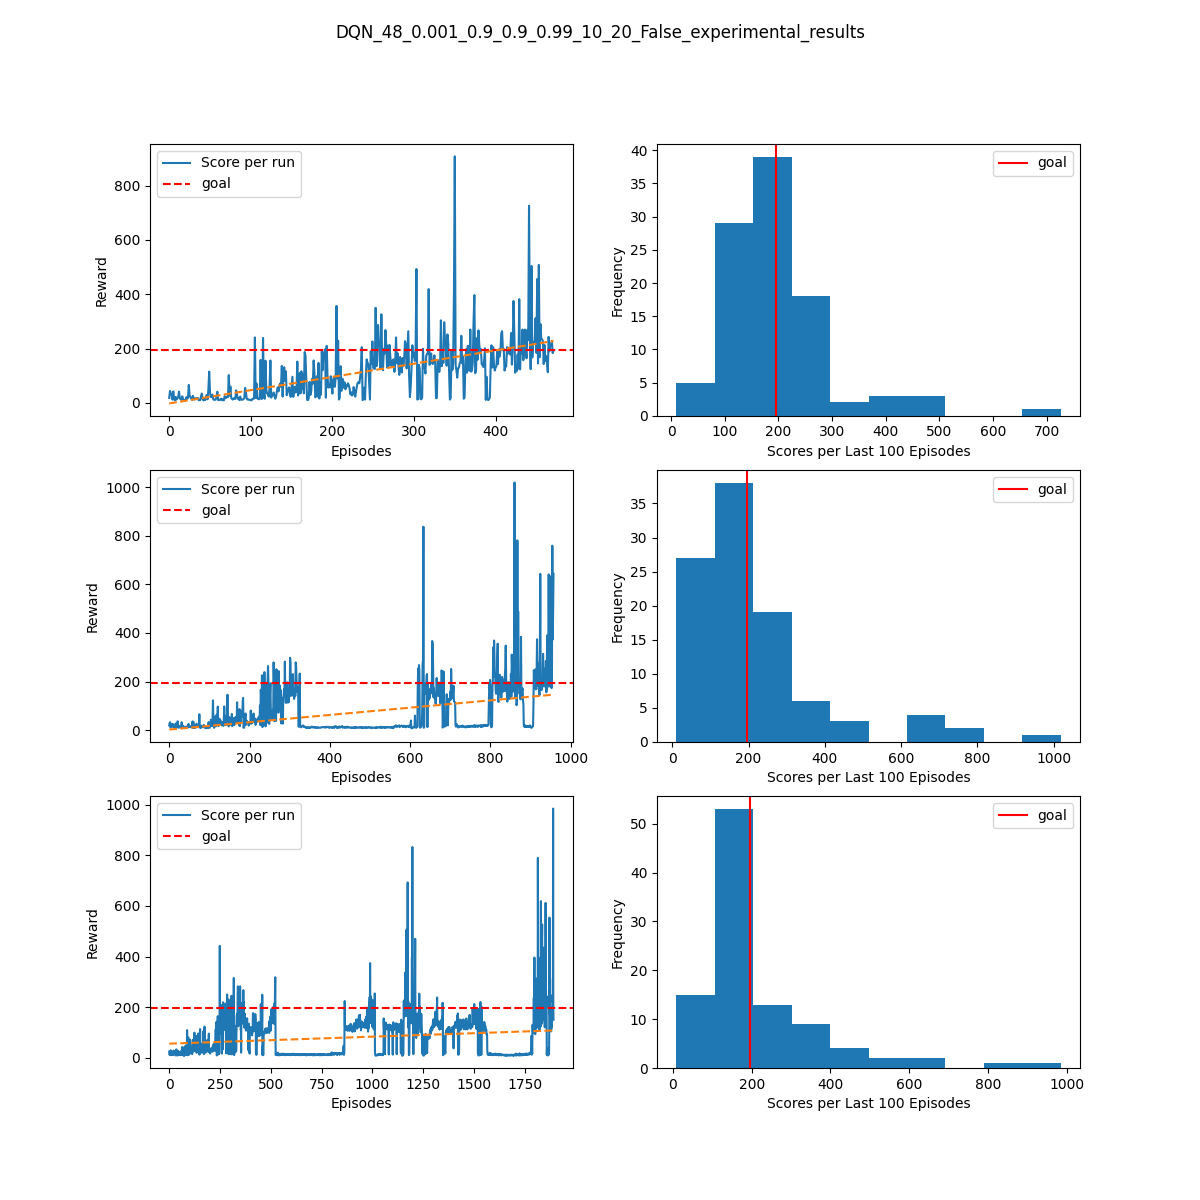 DQN_48_0.001_0.9_0.9_0.99_10_20_False_experimental_results
Score per run
goal
800
600
400
200
0
Reward
0 100 200 300 400
Episodes
goal
40
35
30
25
20
15
10
5
0
Frequency
0 100 200 300 400 500 600 700
Scores per Last 100 Episodes
Score per run
goal
1000
800
600
400
200
0
Reward
0 200 400 600 800 1000
Episodes
goal
35
30
25
20
15
10
5
0
Frequency
0 200 400 600 800 1000
Scores per Last 100 Episodes
Score per run
goal
1000
800
600
400
200
0
Reward
0 250 500 750 1000 1250 1500 1750
Episodes
goal
50
40
30
20
10
0
Frequency
0 200 400 600 800 1000
Scores per Last 100 Episodes